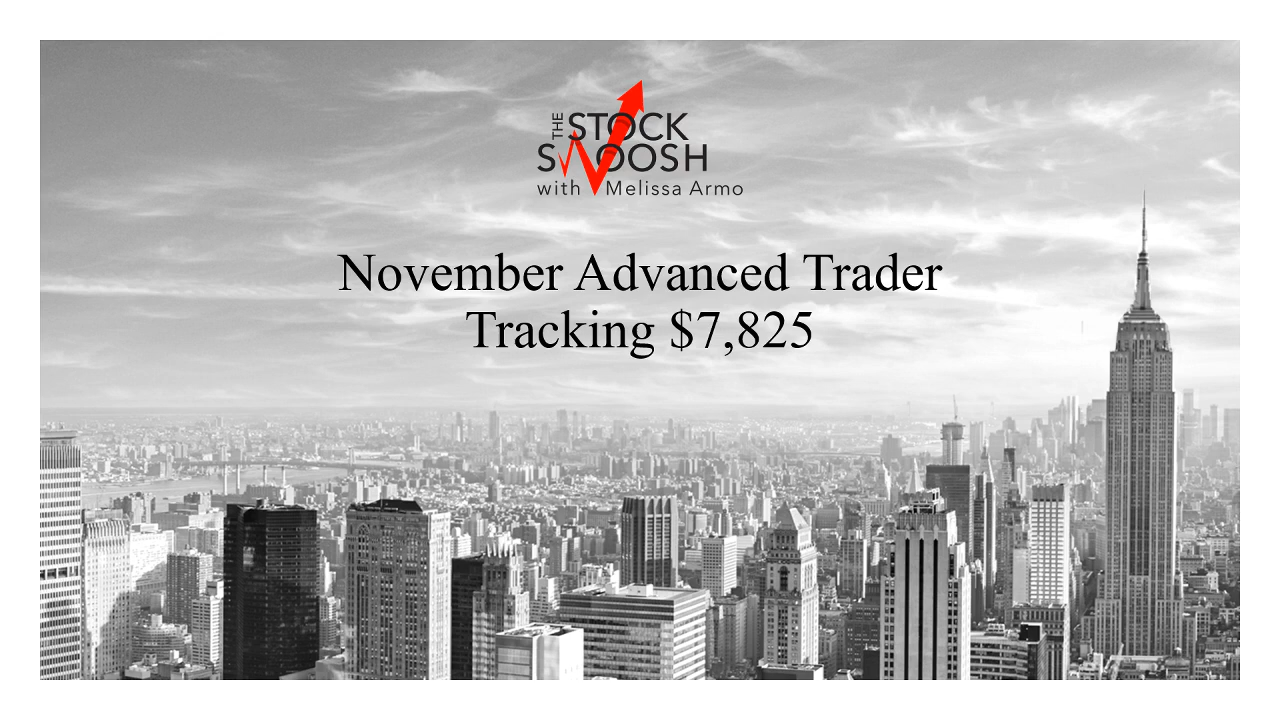 THE STOCK
SWOOSH
with Melissa Armo
November Advanced Trader
Tracking $7,825